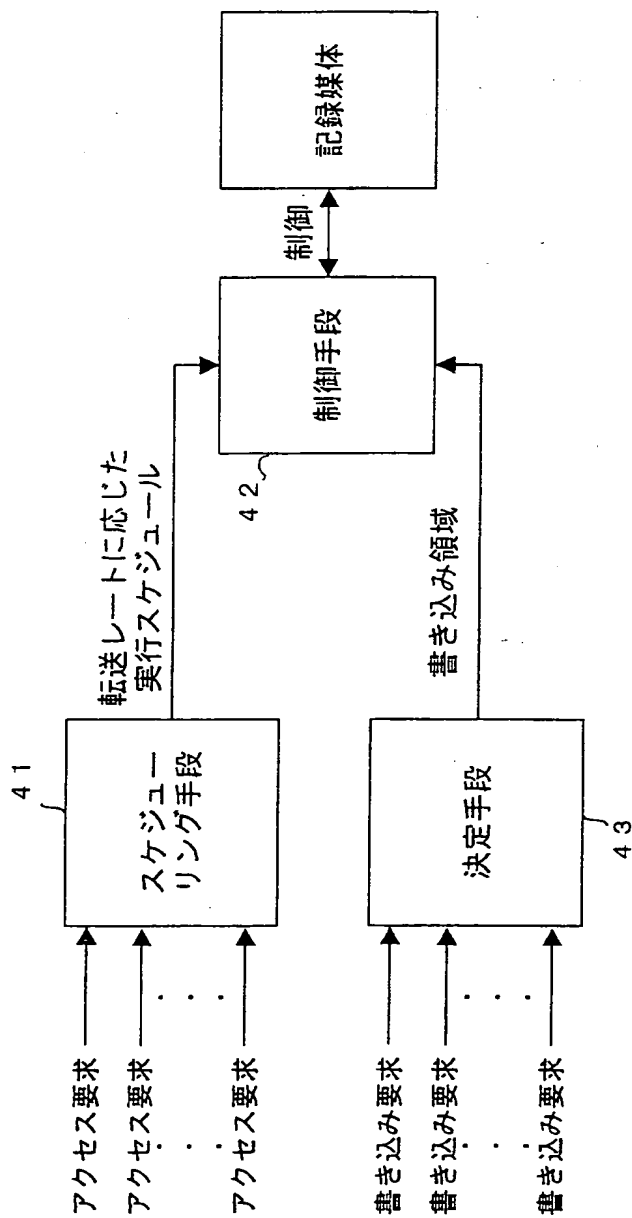 アクセス要求
アクセス要求
アクセス要求
41
スケジュー
リング手段
転送レートに応じた
実行スケジュール
書き込み要求
書き込み要求
書き込み要求
決定手段
43
書き込み領域
42
制御手段
制御
記録媒体